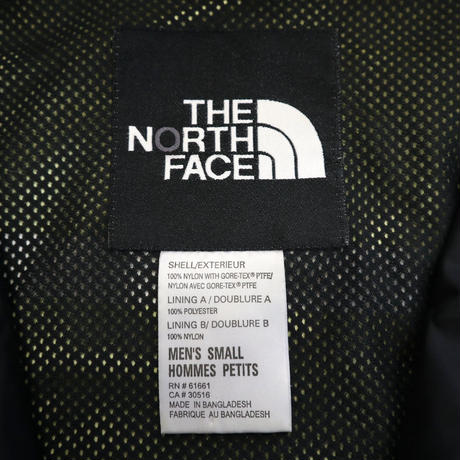 THE
NORTH
FACE
SHELL/EXTERIEUR
100% NYLON WITH GORE-TEX® PTFE/
NYLON AVEC GORE-TEX® PTFE
LINING A / DOUBLURE A
100% POLYESTER
LINING B/ DOUBLURE B
100% NYLON
MEN'S SMALL
HOMMES PETITS
RN # 61661
CA # 30516
MADE IN BANGLADESH
FABRIQUE AU BANGLADESH